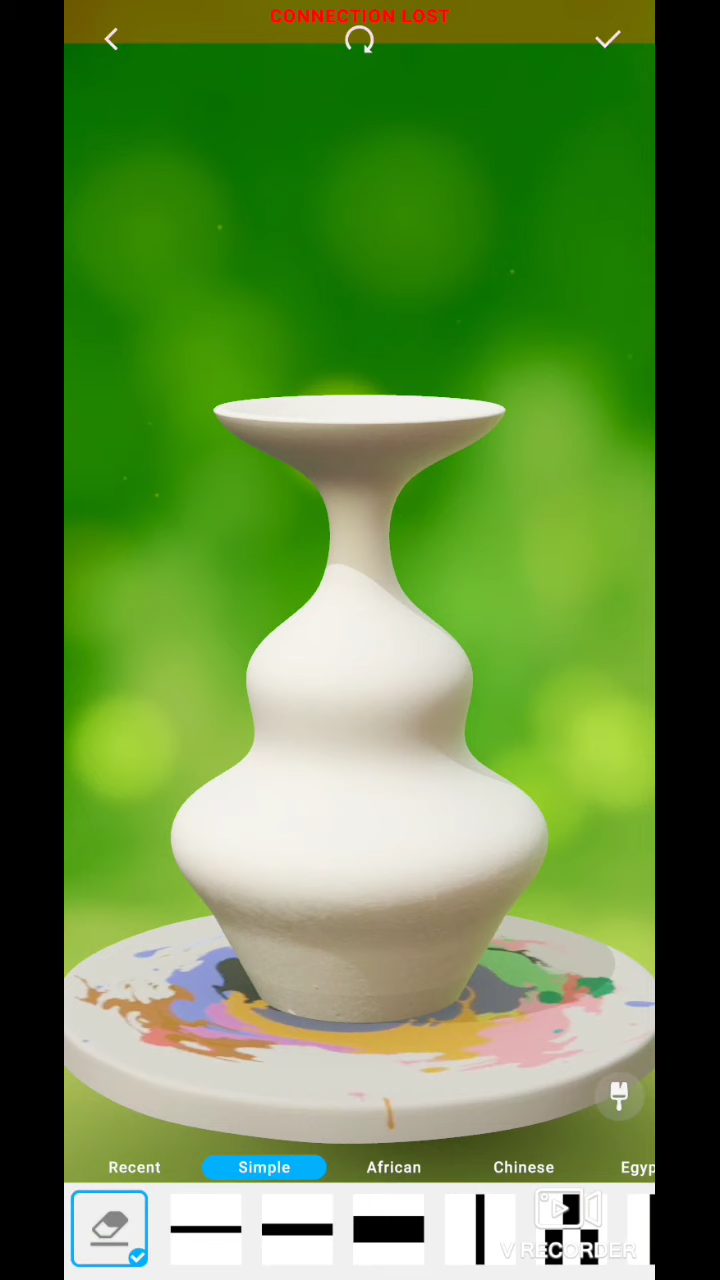 CONNECTION LOST
Recent
Simple
African
Chinese
Egyp
V RECORDER